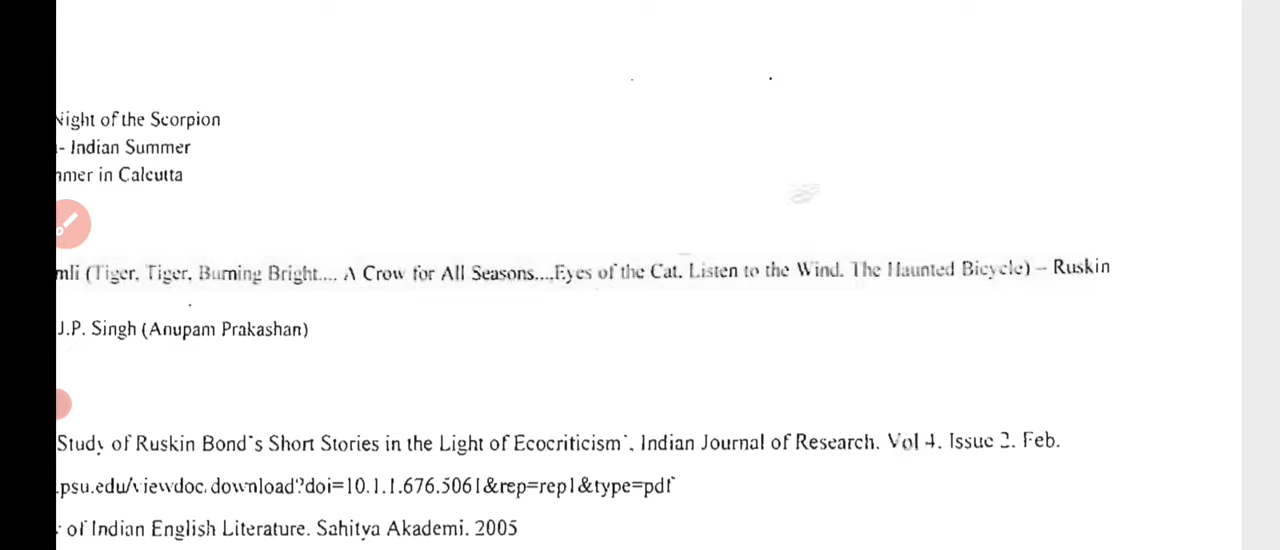 Night of the Scorpion
- Indian Summer
mer in Calcutta
mli (Tiger, Tiger, Burning Bright.... A Crow for All Seasons....Eyes of the Cat. Listen to the Wind. The Haunted Bicycle) – Ruskin
J.P. Singh (Anupam Prakashan)
Study of Ruskin Bond's Short Stories in the Light of Ecocriticism'. Indian Journal of Research. Vol 4. Issue 2. Feb.
.psu.edu/viewdoc.download?doi=10.1.1.676.5061&rep=rep1&type=pdf
of Indian English Literature. Sahitya Akademi. 2005